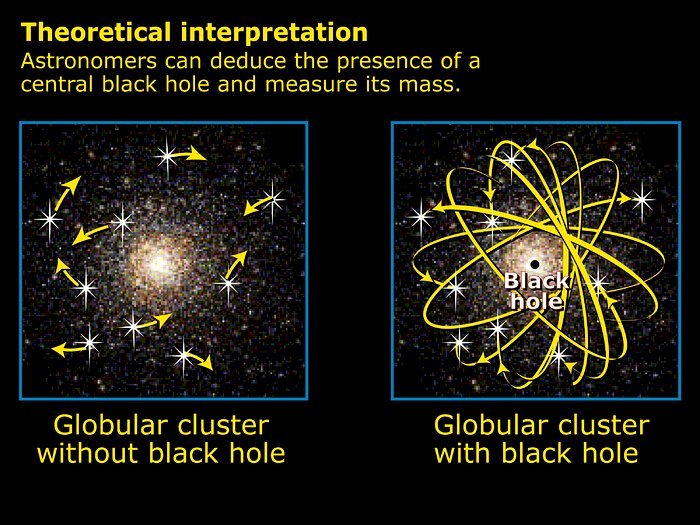 Theoretical interpretation
Astronomers can deduce the presence of a
central black hole and measure its mass.
Black
hole
Globular cluster
without black hole
Globular cluster
with black hole